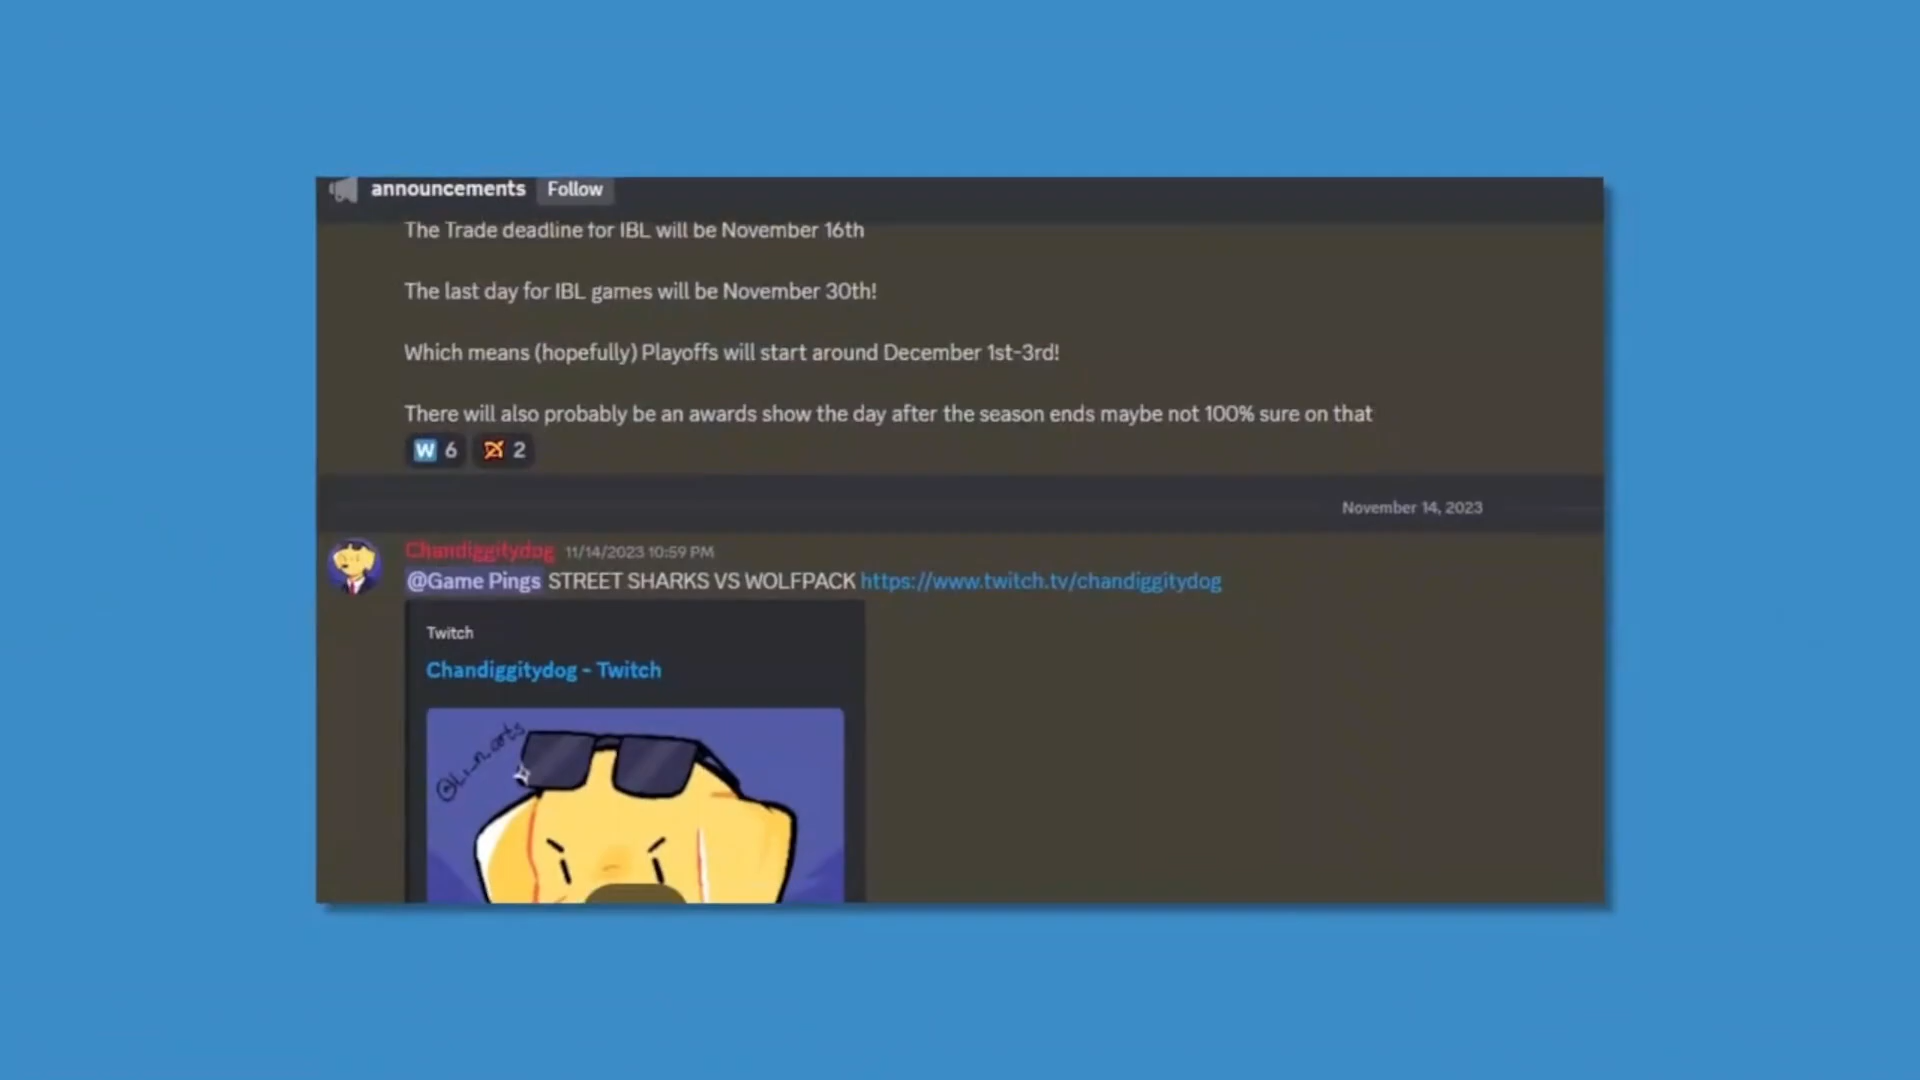 announcements Follow
The Trade deadline for IBL will be November 16th
The last day for IBL games will be November 30th!
Which means (hopefully) Playoffs will start around December 1st-3rd!
There will also probably be an awards show the day after the season ends maybe not 100% sure on that
W 6 2
November 14, 2023
Chandiggitydog 11/14/2023 10:59 PM
@Game Pings STREET SHARKS VS WOLFPACK https://www.twitch.tv/chandiggitydog
Twitch
Chandiggitydog - Twitch
@Li_n_arts